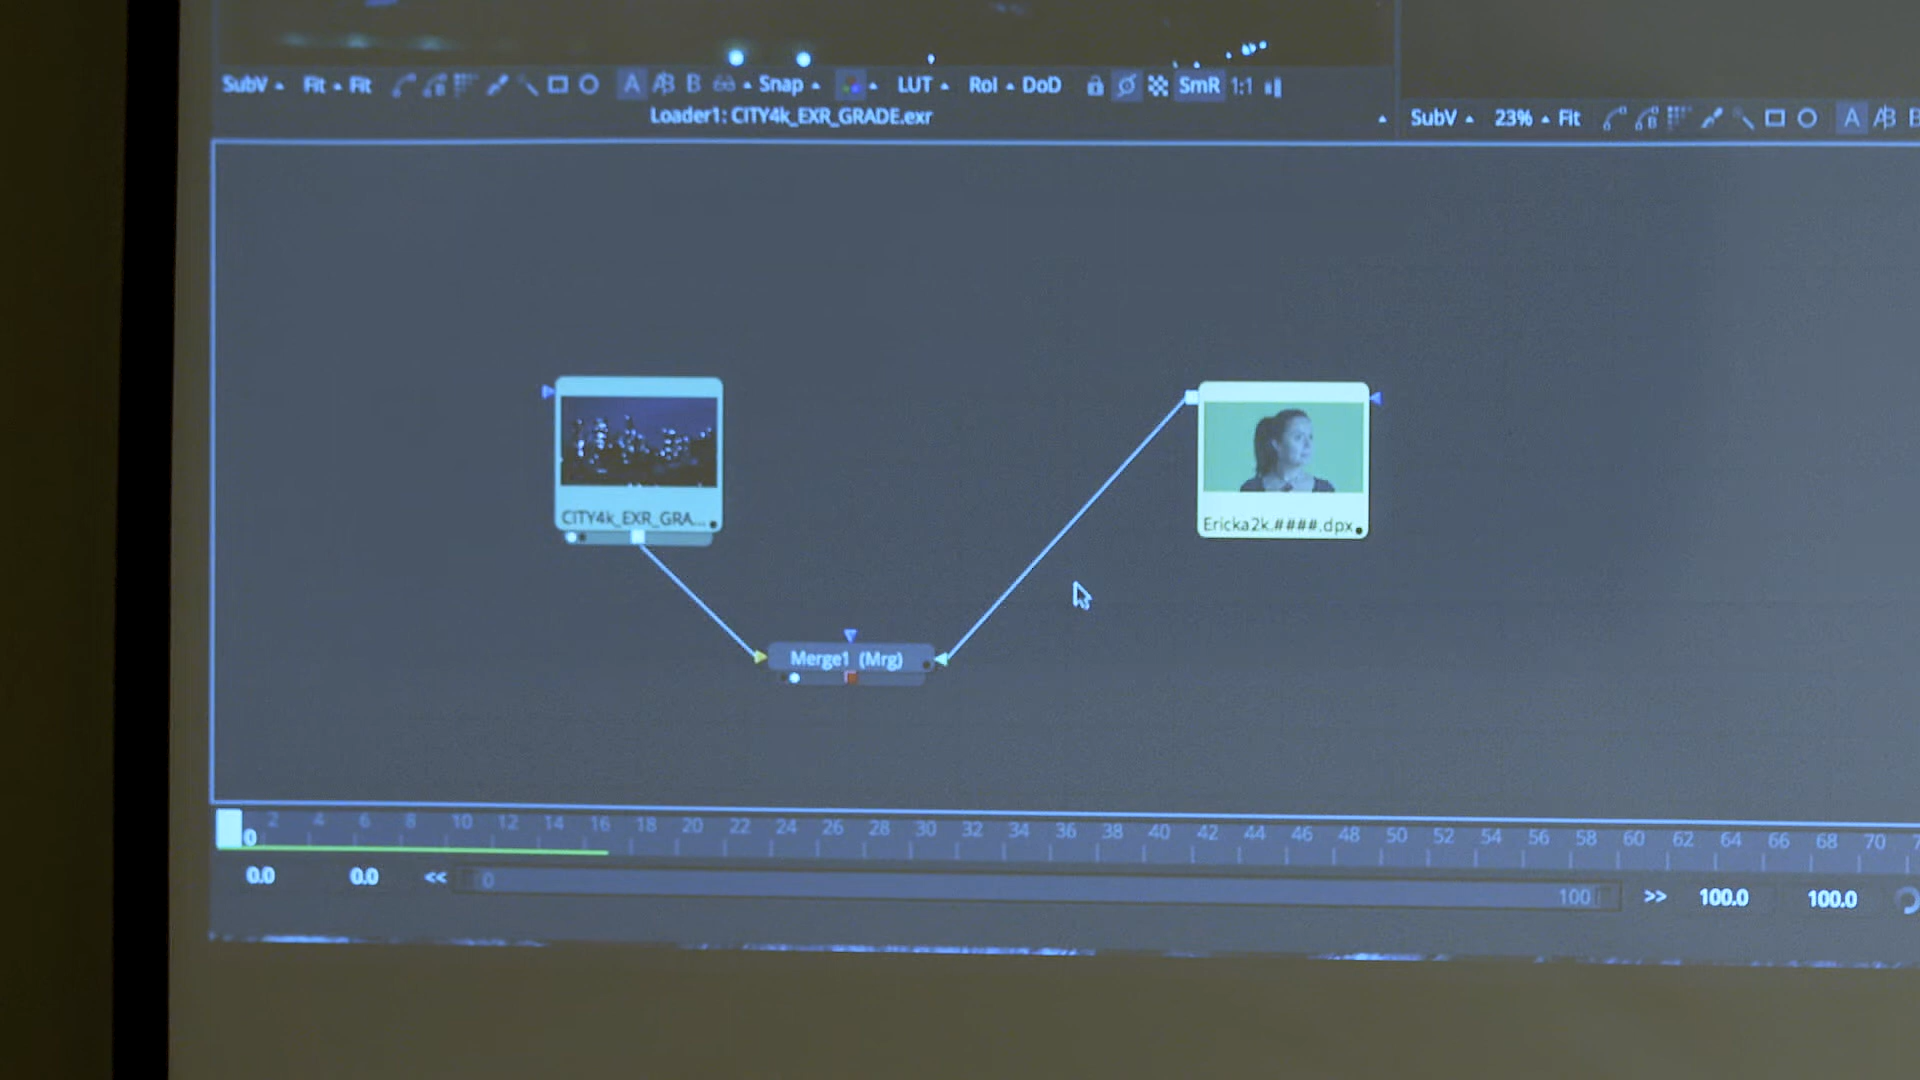 SubV Fit Fit A B Snap LUT RoI DoD SmR 1:1
Loader1: CITY4k_EXR_GRADE.exr
SubV 23% Fit A
CITY4k_EXR_GRA...
Ericka2k.####.dpx
Merge1 (Mrg)
0 2 4 6 8 10 12 14 16 18 20 22 24 26 28 30 32 34 36 38 40 42 44 46 48 50 52 54 56 58 60 62 64 66 68 70
0.0 0.0 << 0 100 >> 100.0 100.0